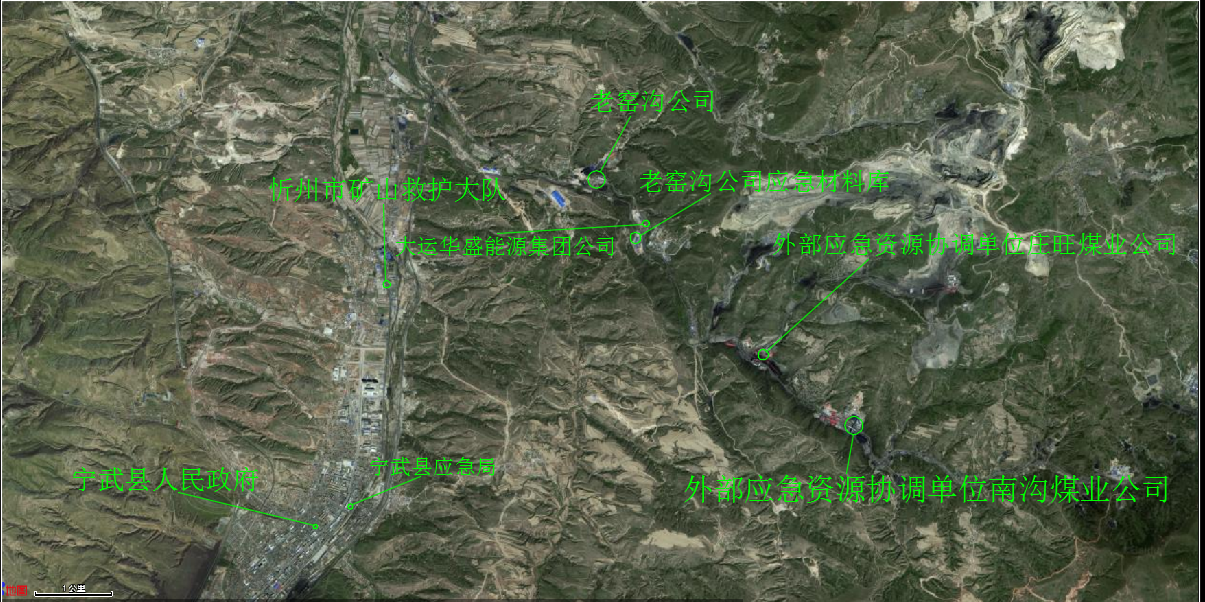 老窑沟公司
忻州市矿山救护大队
老窑沟公司应急材料库
大运华盛能源集团公司
外部应急资源协调单位庄旺煤业公司
宁武县人民政府
宁武县应急局
外部应急资源协调单位南沟煤业公司
1公里